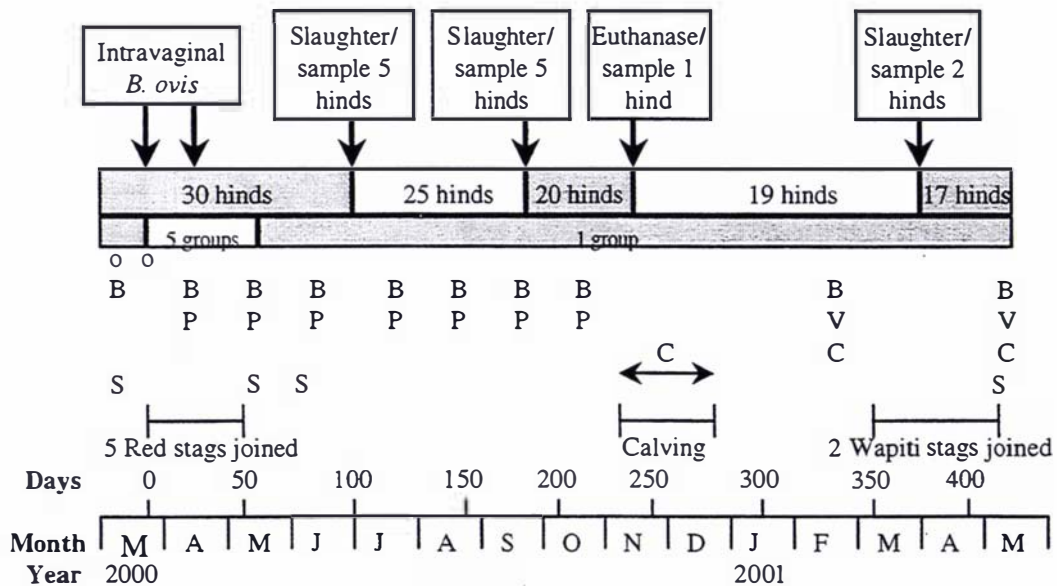 Intravaginal
B. ovis
Slaughter/
sample 5
hinds
Slaughter/
sample 5
hinds
Euthanase/
sample 1
hind
Slaughter/
sample 2
hinds
30 hinds 25 hinds 20 hinds 19 hinds 17 hinds
5 groups 1 group
o o
B B B B B B B B B B
P P P P P P P V V
C C C
S S S S
5 Red stags joined Calving 2 Wapiti stags joined
Days 0 50 100 150 200 250 300 350 400
Month M A M J J A S O N D J F M A M
Year 2000 2001